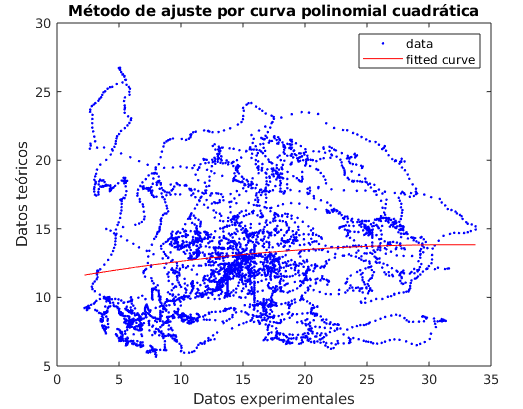 Método de ajuste por curva polinomial cuadrática
30
25
20
15
10
5
Datos teóricos
data
fitted curve
0 5 10 15 20 25 30 35
Datos experimentales